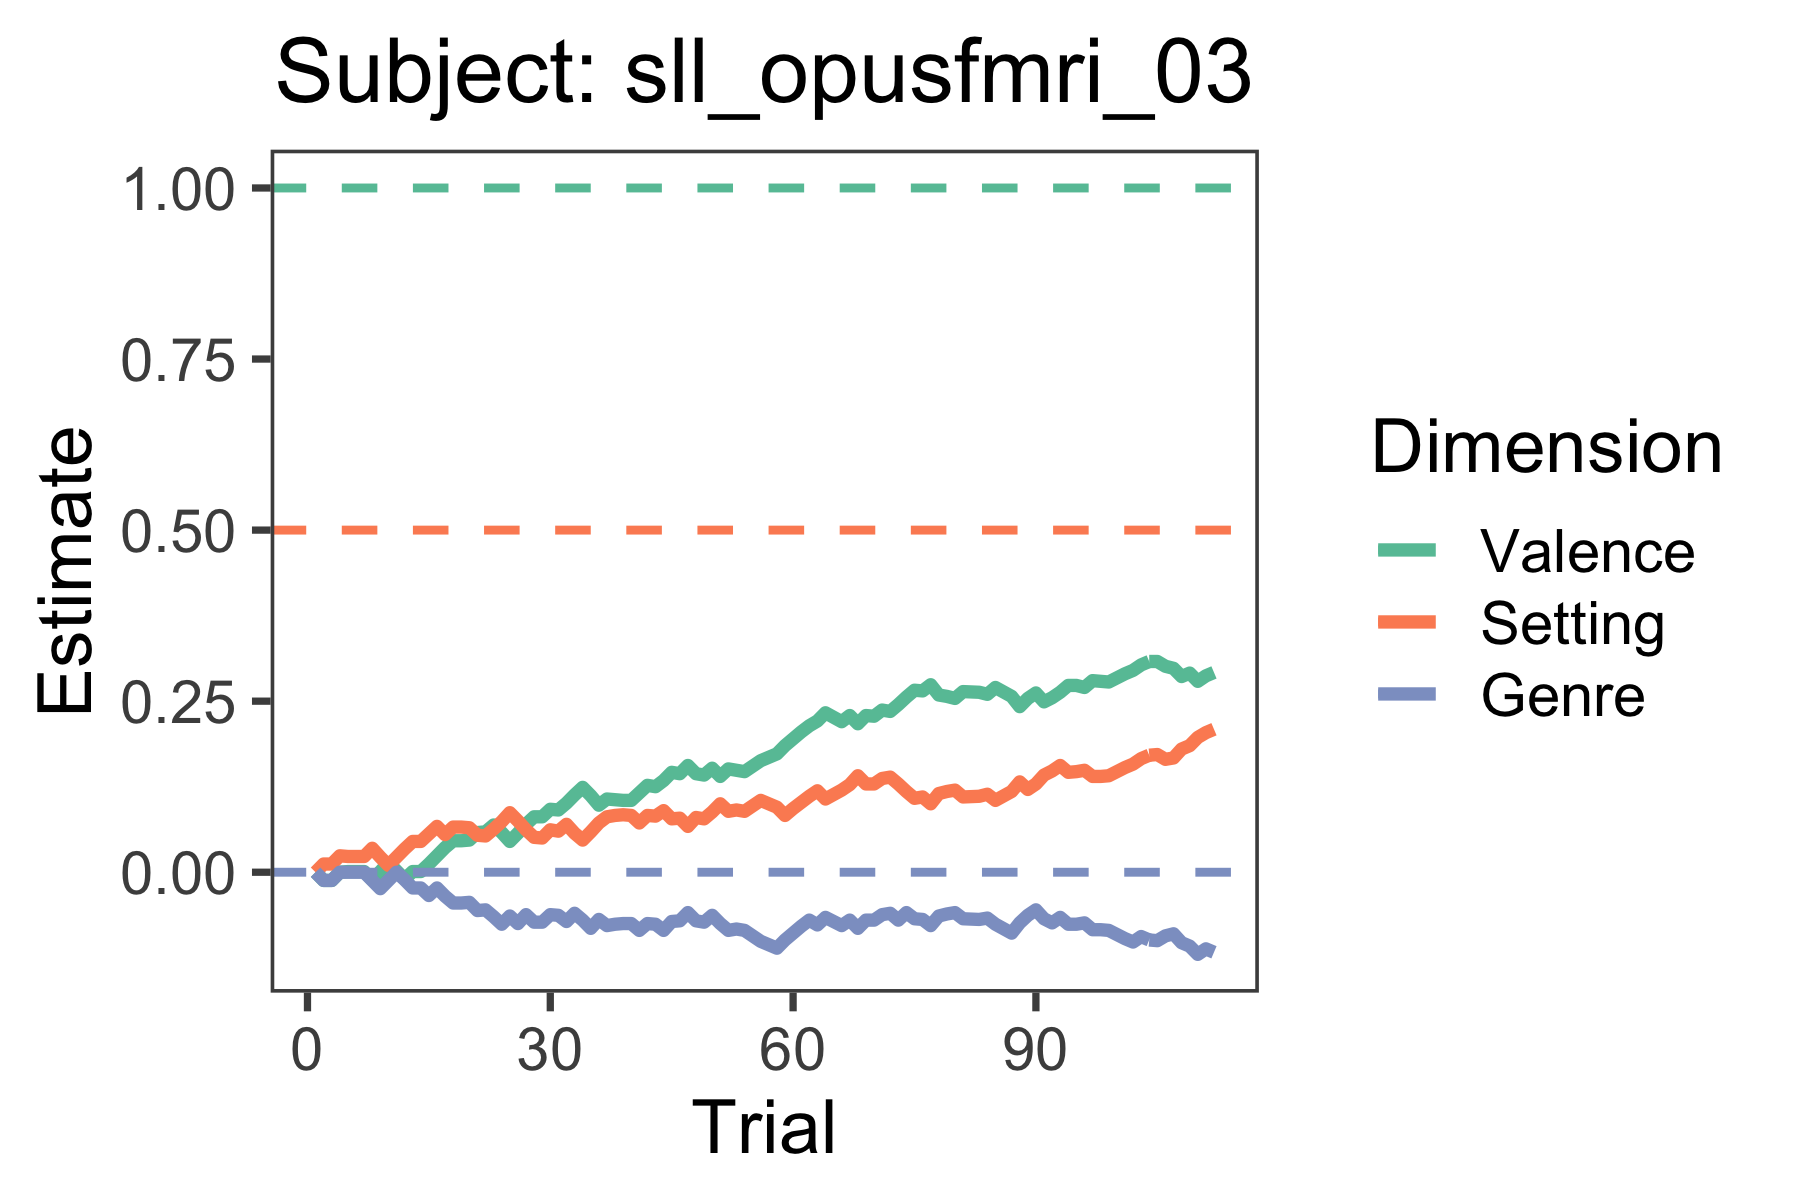 Subject: sll_opusfmri_03
1.00
0.75
0.50
0.25
0.00
Estimate
0 30 60 90
Trial
Dimension
Valence
Setting
Genre